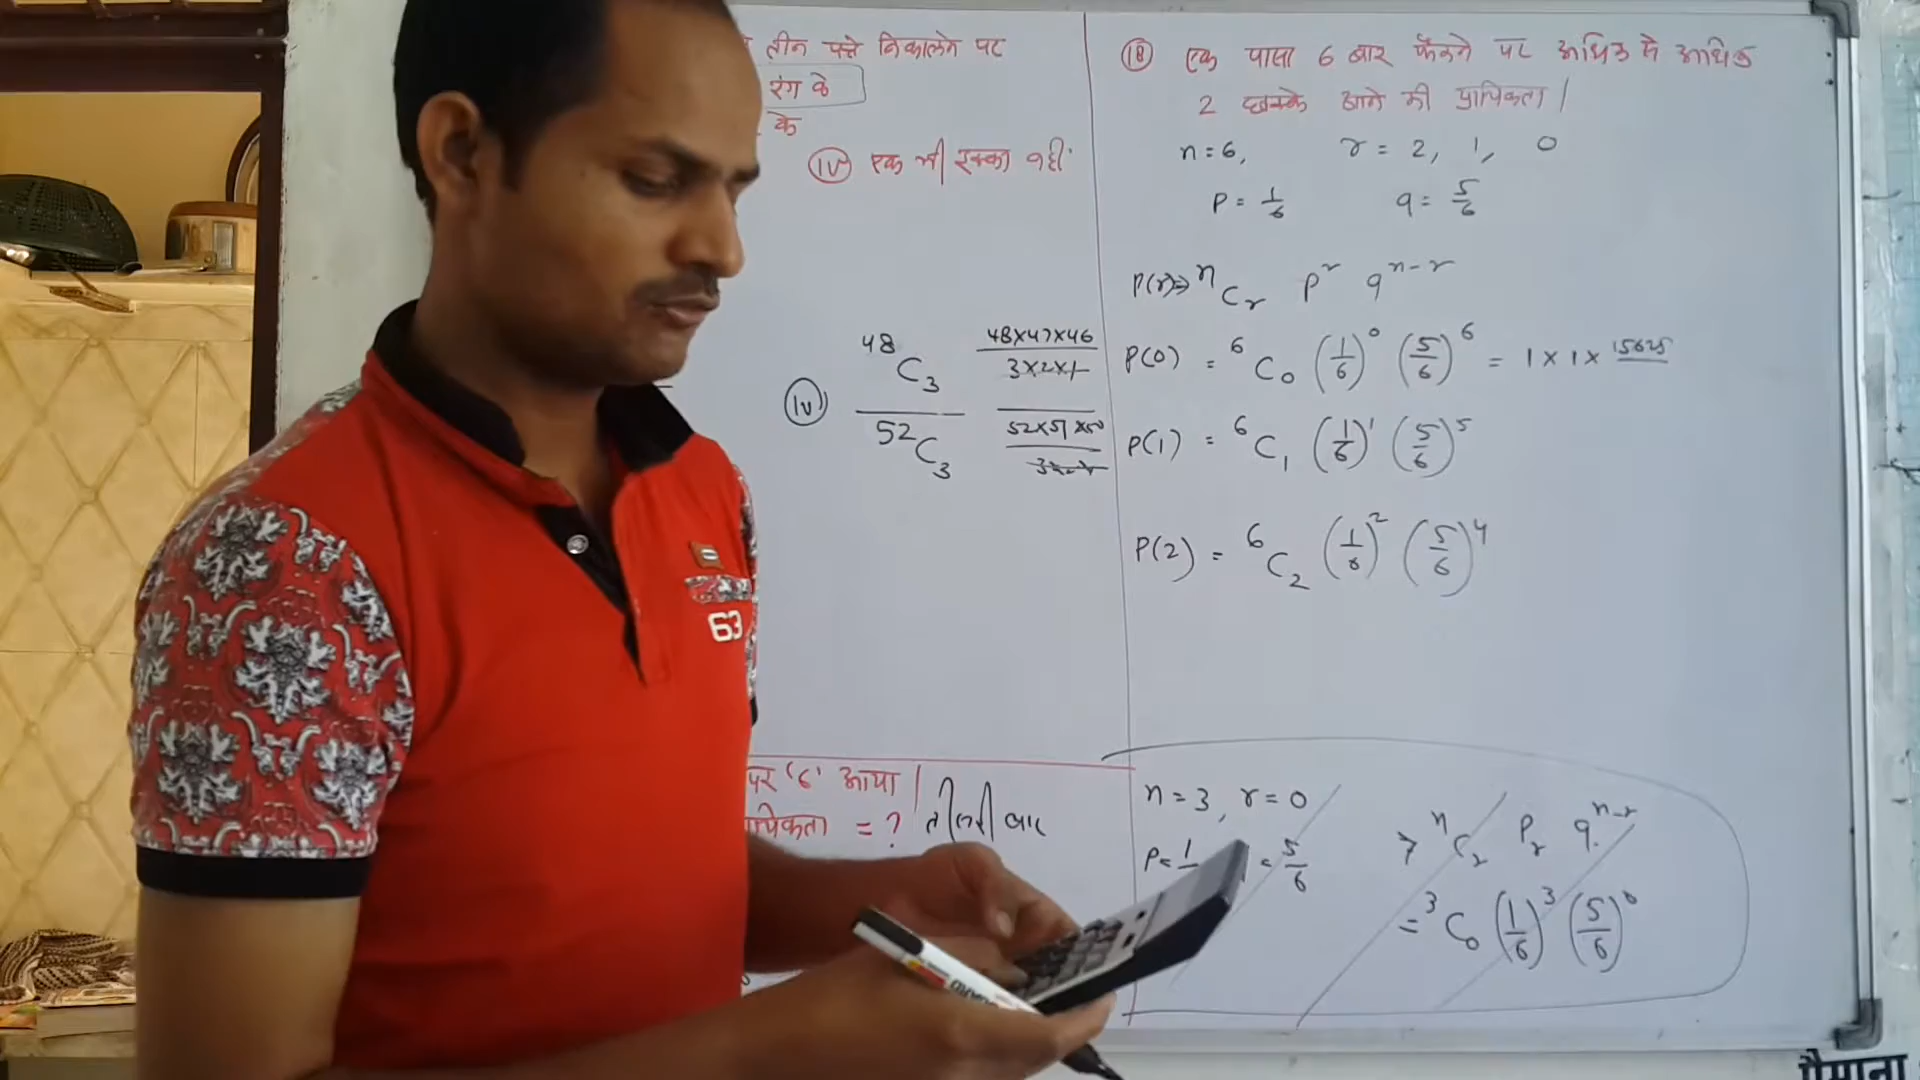 तीन पत्ते निकालने पर
रंग के
के
(iv) एक भी इक्का नहीं
(iv) ⁴⁸C₃ / ⁵²C₃
48×47×46 / 3×2×1
52×51×50
पर '6' आया |
= ? तीसरी बार
(18) एक पासा 6 बार फेंकने पर अधिक से अधिक
2 छक्के आने की प्रायिकता |
n=6, r = 2, 1, 0
P = 1/6 q = 5/6
P(r)⇒ ⁿCᵣ Pʳ qⁿ⁻ʳ
P(0) = ⁶C₀ (1/6)⁰ (5/6)⁶ = 1 × 1 × 15625
P(1) = ⁶C₁ (1/6)¹ (5/6)⁵
P(2) = ⁶C₂ (1/6)² (5/6)⁴
n = 3, r = 0
P = 1 = 5/6
⇒ ⁿCᵣ Pᵣ qⁿ⁻ʳ
= ³C₀ (1/6)³ (5/6)⁰
63
पैमाना